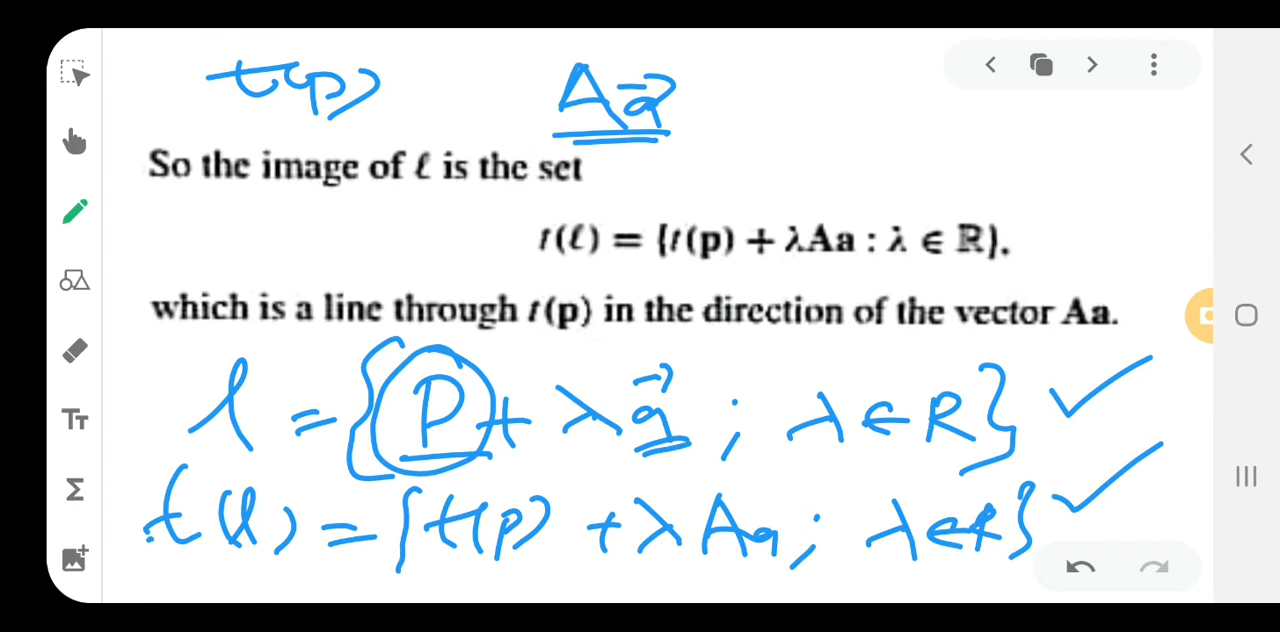 t(p) Aa⃗
So the image of ℓ is the set
t(ℓ) = {t(p) + λAa : λ ∈ ℝ}.
which is a line through t(p) in the direction of the vector Aa.
l = {P + λa⃗ ; λ ∈ R}
t(l) = {t(p) + λAa ; λ ∈ R}